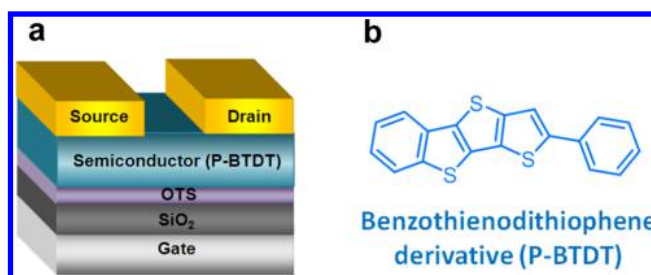 a
b
Source Drain
Semiconductor (P-BTDT)
OTS
SiO₂
Gate
S
S
S
Benzothienodithiophene
derivative (P-BTDT)